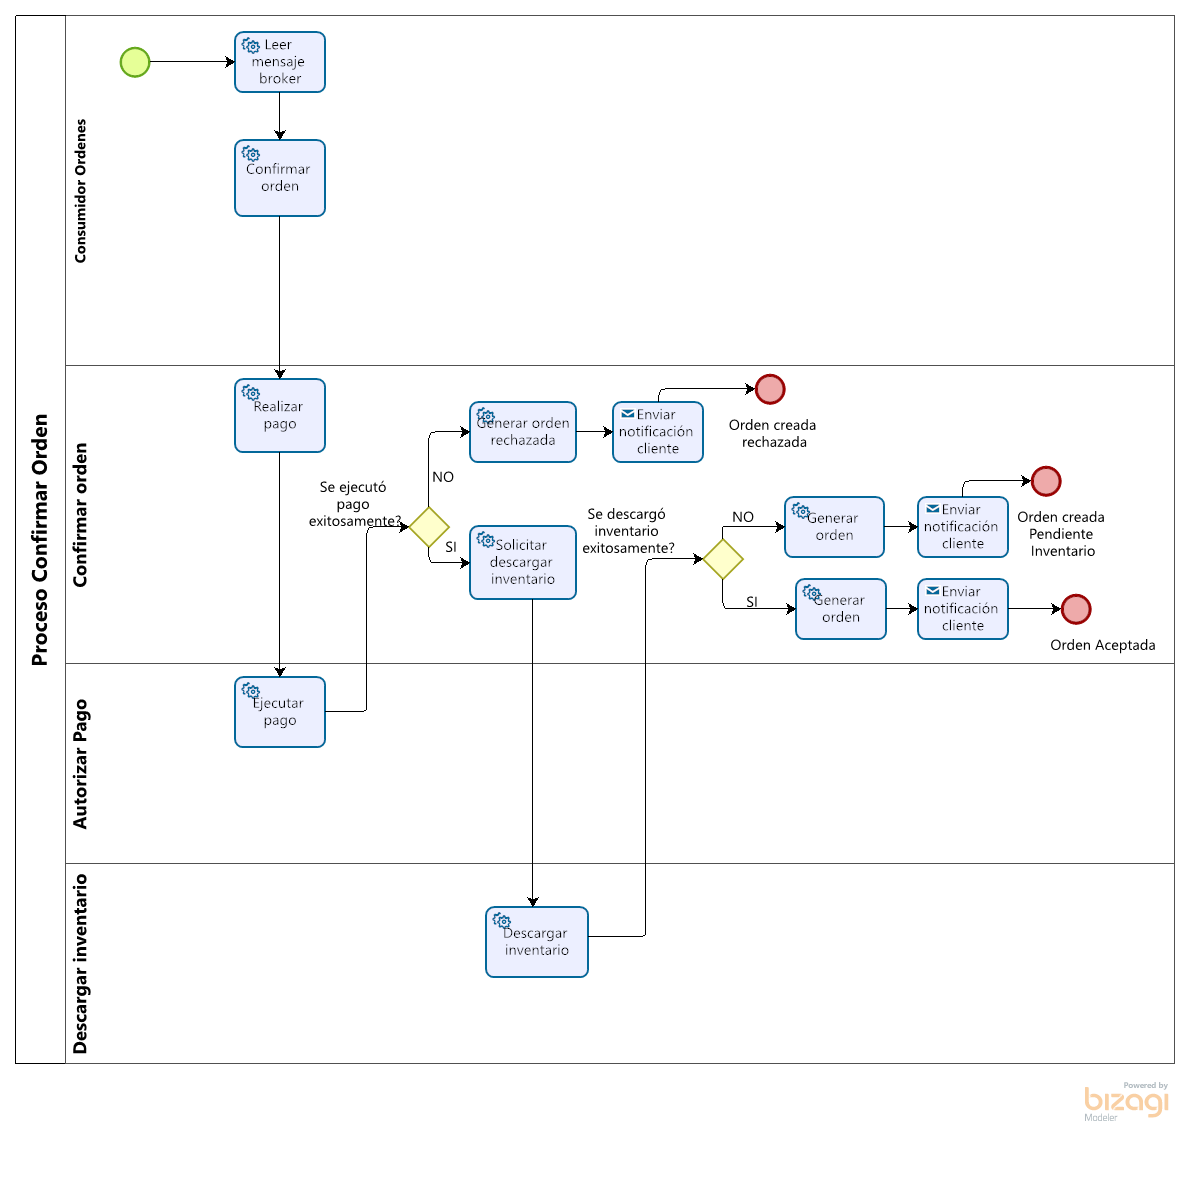 Proceso Confirmar Orden
Consumidor Ordenes
Leer
mensaje
broker
Confirmar
orden
Confirmar orden
Realizar
pago
Se ejecutó
pago
exitosamente?
NO
SI
Generar orden
rechazada
Enviar
notificación
cliente
Orden creada
rechazada
Solicitar
descargar
inventario
Se descargó
inventario
exitosamente?
NO
SI
Generar
orden
Enviar
notificación
cliente
Orden creada
Pendiente
Inventario
Generar
orden
Enviar
notificación
cliente
Orden Aceptada
Autorizar Pago
Ejecutar
pago
Descargar inventario
Descargar
inventario
Powered by
bizagi
Modeler